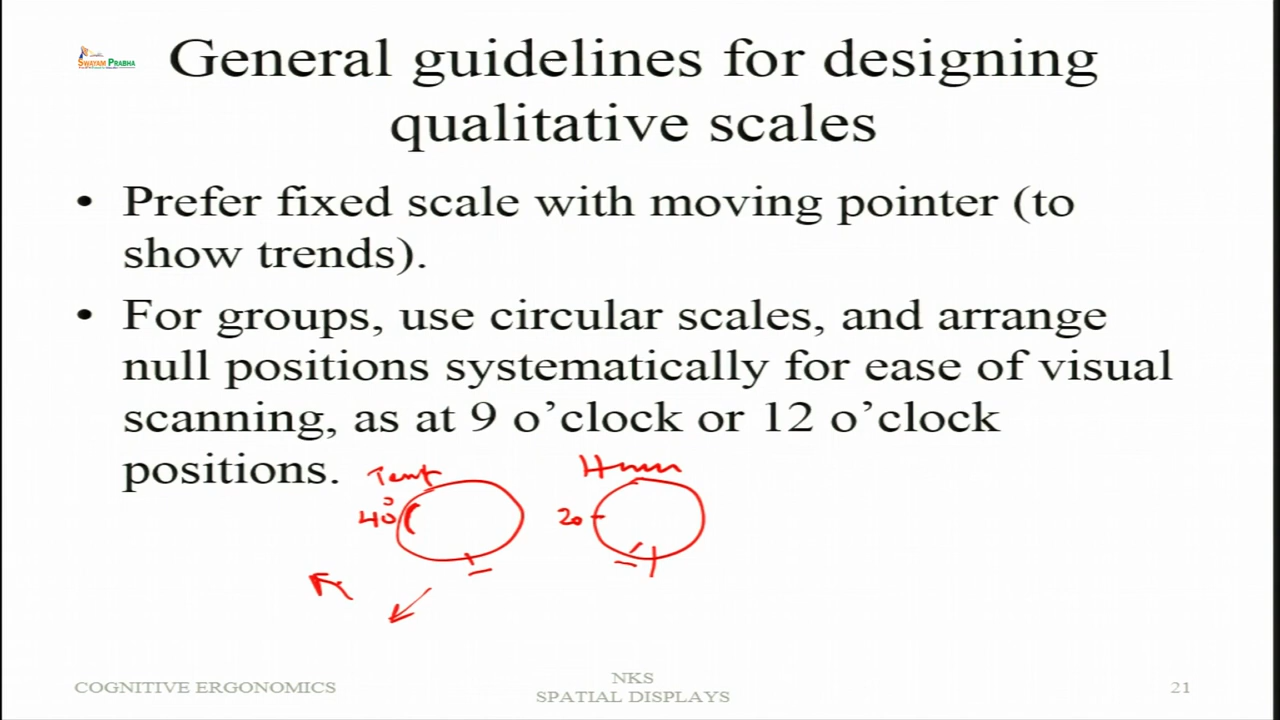 SWAYAM PRABHA
General guidelines for designing
qualitative scales
• Prefer fixed scale with moving pointer (to
show trends).
• For groups, use circular scales, and arrange
null positions systematically for ease of visual
scanning, as at 9 o’clock or 12 o’clock
positions.
Temp
40°
20
COGNITIVE ERGONOMICS
NKS
SPATIAL DISPLAYS
21